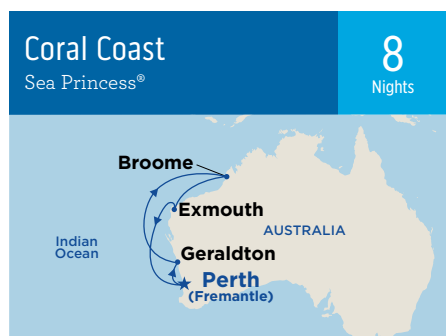 Coral Coast
Sea Princess®
8
Nights
Broome
Exmouth
AUSTRALIA
Indian
Ocean
Geraldton
Perth
(Fremantle)